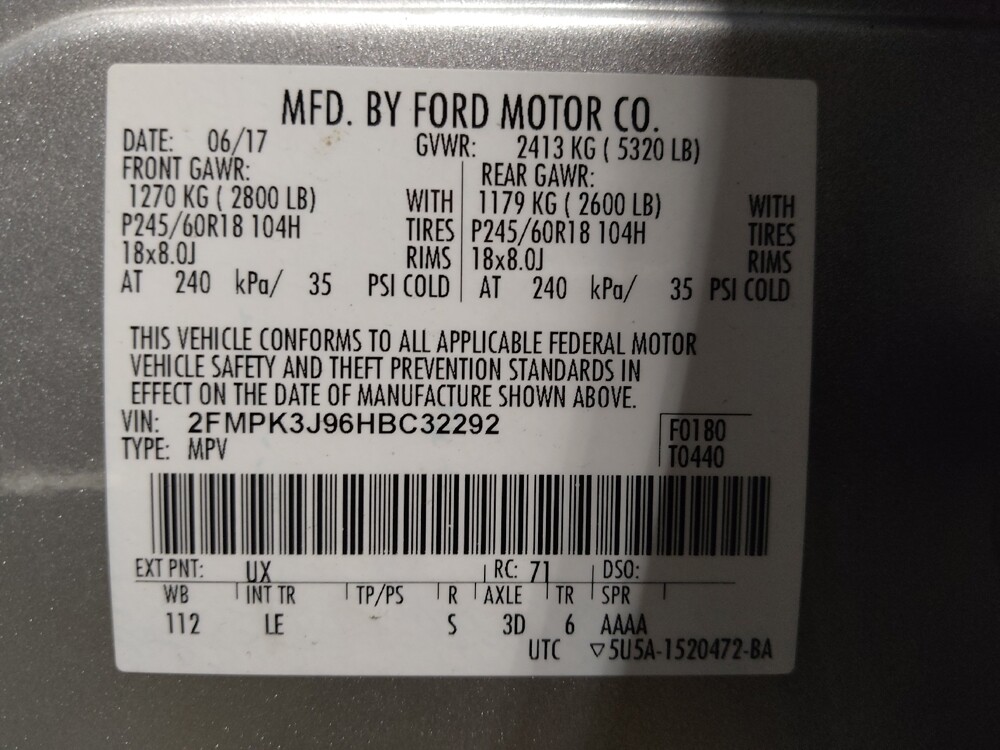 MFD. BY FORD MOTOR CO.
DATE: 06/17 GVWR: 2413 KG ( 5320 LB)
FRONT GAWR: REAR GAWR:
1270 KG ( 2800 LB) WITH 1179 KG ( 2600 LB) WITH
P245/60R18 104H TIRES P245/60R18 104H TIRES
18x8.0J RIMS 18x8.0J RIMS
AT 240 kPa/ 35 PSI COLD AT 240 kPa/ 35 PSI COLD
THIS VEHICLE CONFORMS TO ALL APPLICABLE FEDERAL MOTOR
VEHICLE SAFETY AND THEFT PREVENTION STANDARDS IN
EFFECT ON THE DATE OF MANUFACTURE SHOWN ABOVE.
VIN: 2FMPK3J96HBC32292 F0180
TYPE: MPV T0440
EXT PNT: UX RC: 71 DSO:
WB INT TR TP/PS R AXLE TR SPR
112 LE S 3D 6 AAAA
UTC ▽5U5A-1520472-BA